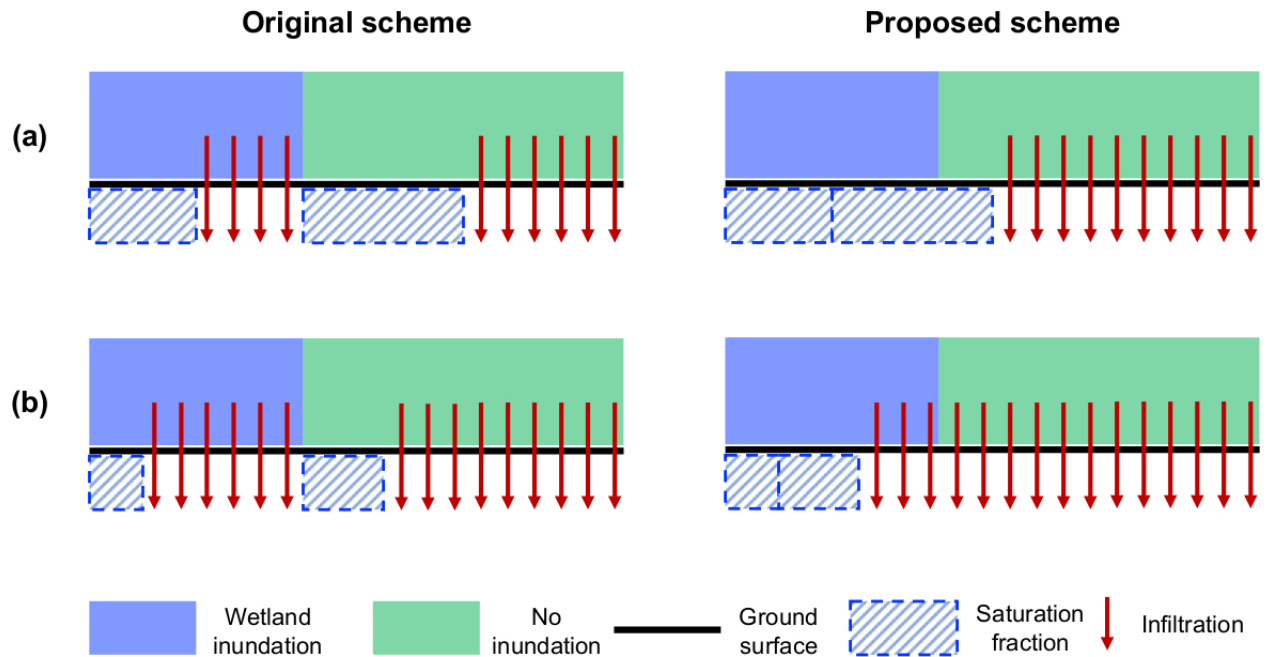 Original scheme
Proposed scheme
(a)
(b)
Wetland
inundation
No
inundation
Ground
surface
Saturation
fraction
Infiltration